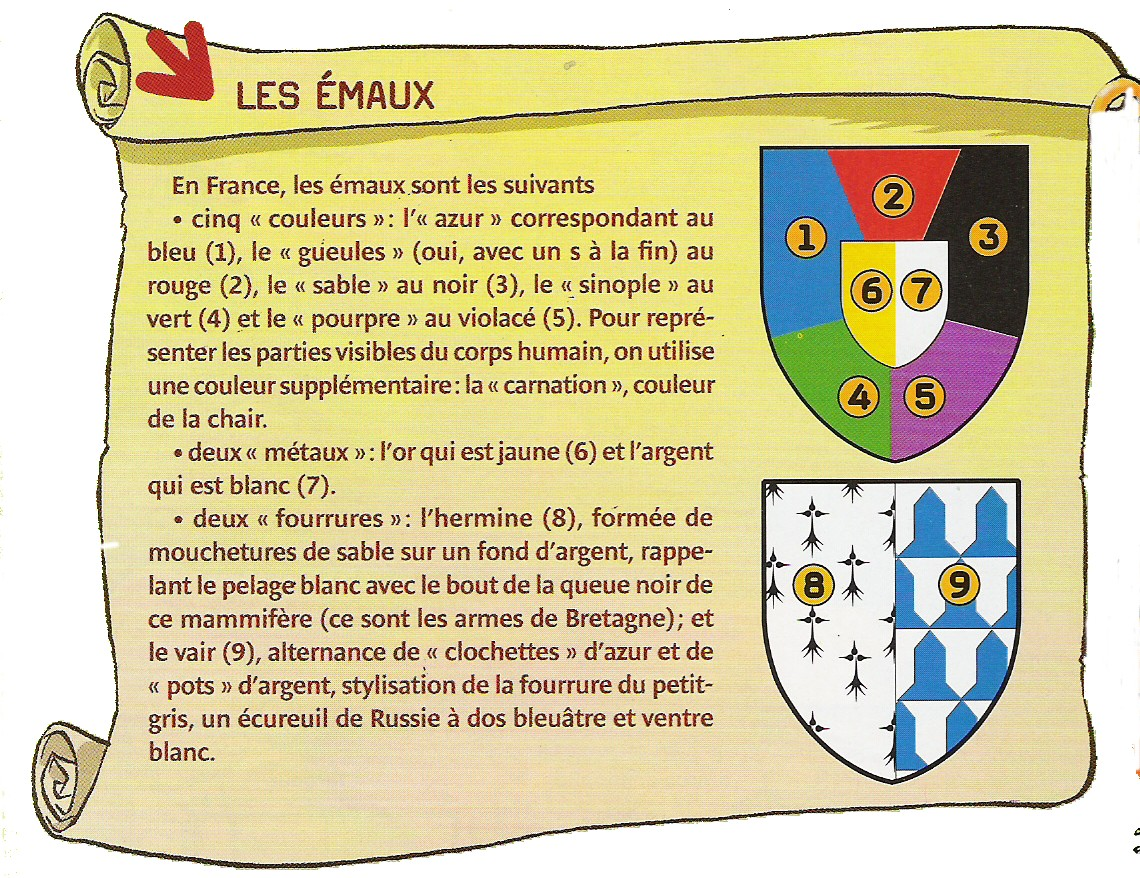 LES ÉMAUX
En France, les émaux sont les suivants
• cinq « couleurs » : l'« azur » correspondant au
bleu (1), le « gueules » (oui, avec un s à la fin) au
rouge (2), le « sable » au noir (3), le « sinople » au
vert (4) et le « pourpre » au violacé (5). Pour repré-
senter les parties visibles du corps humain, on utilise
une couleur supplémentaire : la « carnation », couleur
de la chair.
• deux « métaux » : l'or qui est jaune (6) et l'argent
qui est blanc (7).
• deux « fourrures » : l'hermine (8), formée de
mouchetures de sable sur un fond d'argent, rappe-
lant le pelage blanc avec le bout de la queue noir de
ce mammifère (ce sont les armes de Bretagne) ; et
le vair (9), alternance de « clochettes » d'azur et de
« pots » d'argent, stylisation de la fourrure du petit-
gris, un écureuil de Russie à dos bleuâtre et ventre
blanc.
2
1
3
6 7
4 5
8 9